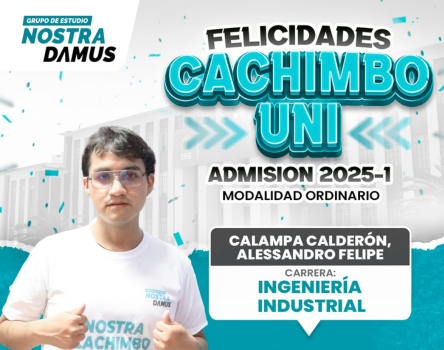 GRUPO DE ESTUDIO
NOSTRA
DAMUS
FELICIDADES
CACHIMBO
UNI
ADMISION 2025-1
MODALIDAD ORDINARIO
CALAMPA CALDERÓN,
ALESSANDRO FELIPE
CARRERA:
INGENIERÍA
INDUSTRIAL
NOSTRA
DAMUS
NOSTRA
CACHIMBO